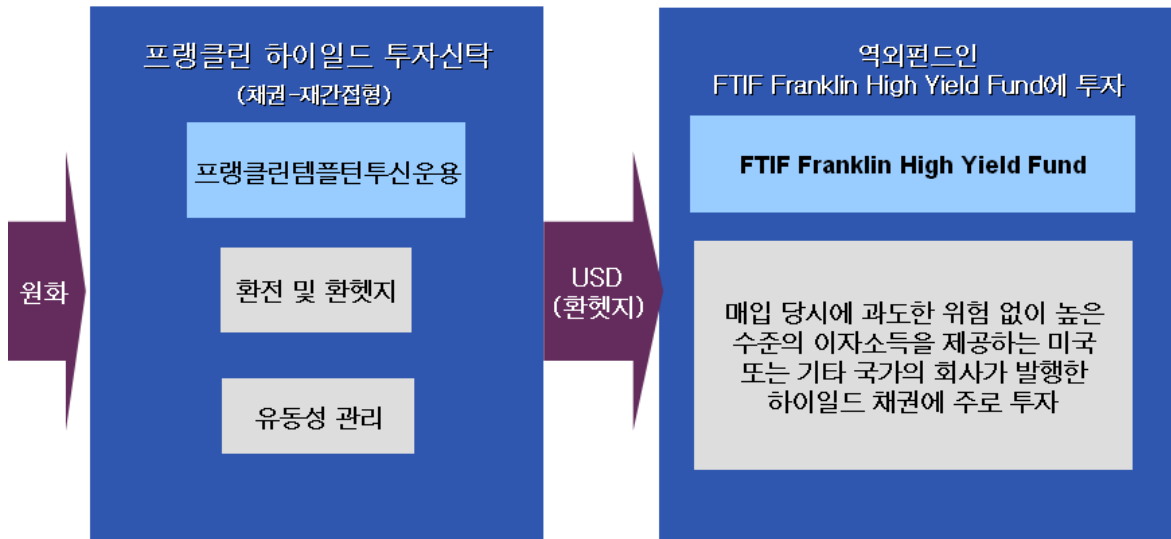 원화
프랭클린 하이일드 투자신탁
(채권-재간접형)
프랭클린템플턴투신운용
환전 및 환헷지
유동성 관리
USD
(환헷지)
역외펀드인
FTIF Franklin High Yield Fund에 투자
FTIF Franklin High Yield Fund
매입 당시에 과도한 위험 없이 높은
수준의 이자소득을 제공하는 미국
또는 기타 국가의 회사가 발행한
하이일드 채권에 주로 투자